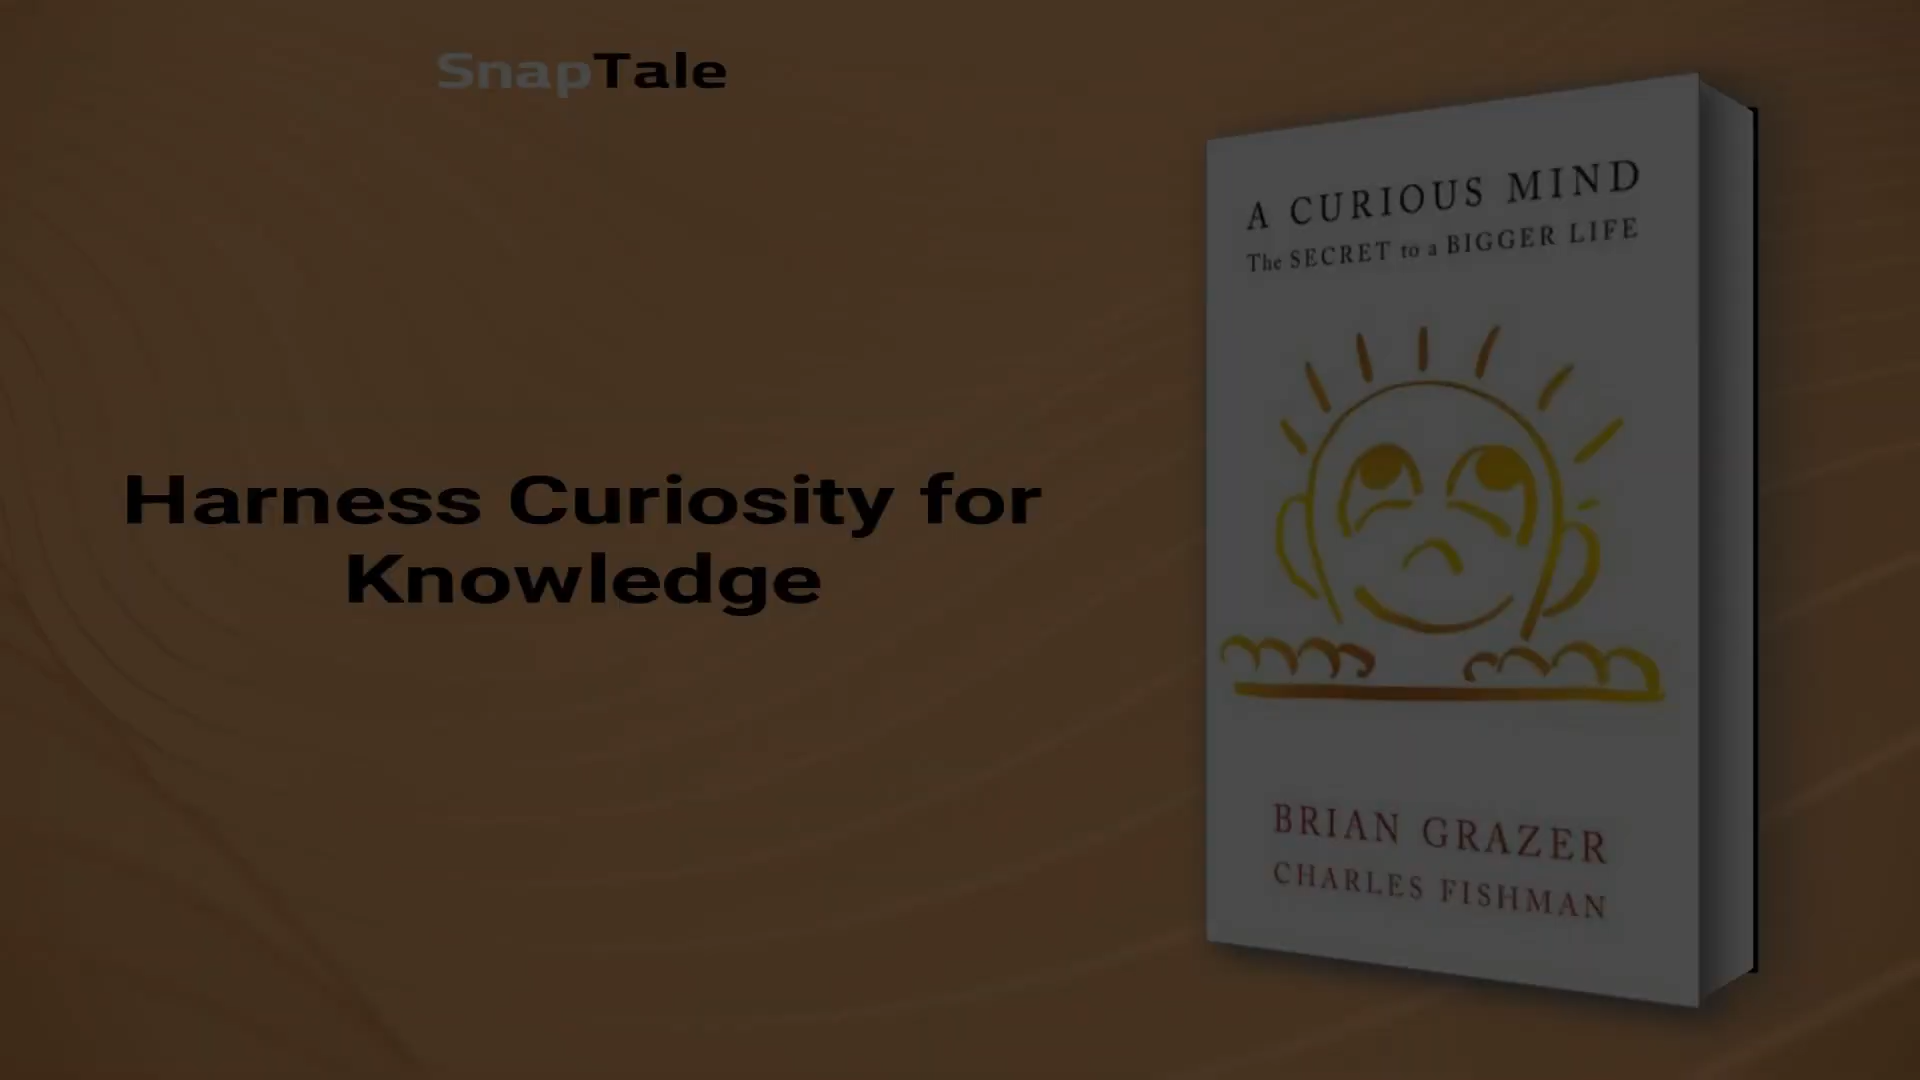 SnapTale
Harness Curiosity for
Knowledge
A CURIOUS MIND
The SECRET to a BIGGER LIFE
BRIAN GRAZER
CHARLES FISHMAN